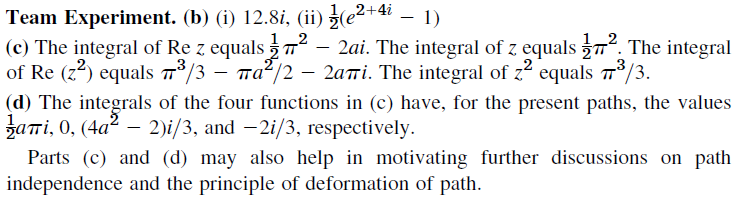 Team Experiment. (b) (i) 12.8i, (ii) ½(e^{2+4i} − 1)
(c) The integral of Re z equals ½π² − 2ai. The integral of z equals ½π². The integral
of Re (z²) equals π³/3 − πa²/2 − 2aπi. The integral of z² equals π³/3.
(d) The integrals of the four functions in (c) have, for the present paths, the values
½aπi, 0, (4a² − 2)i/3, and −2i/3, respectively.
Parts (c) and (d) may also help in motivating further discussions on path
independence and the principle of deformation of path.